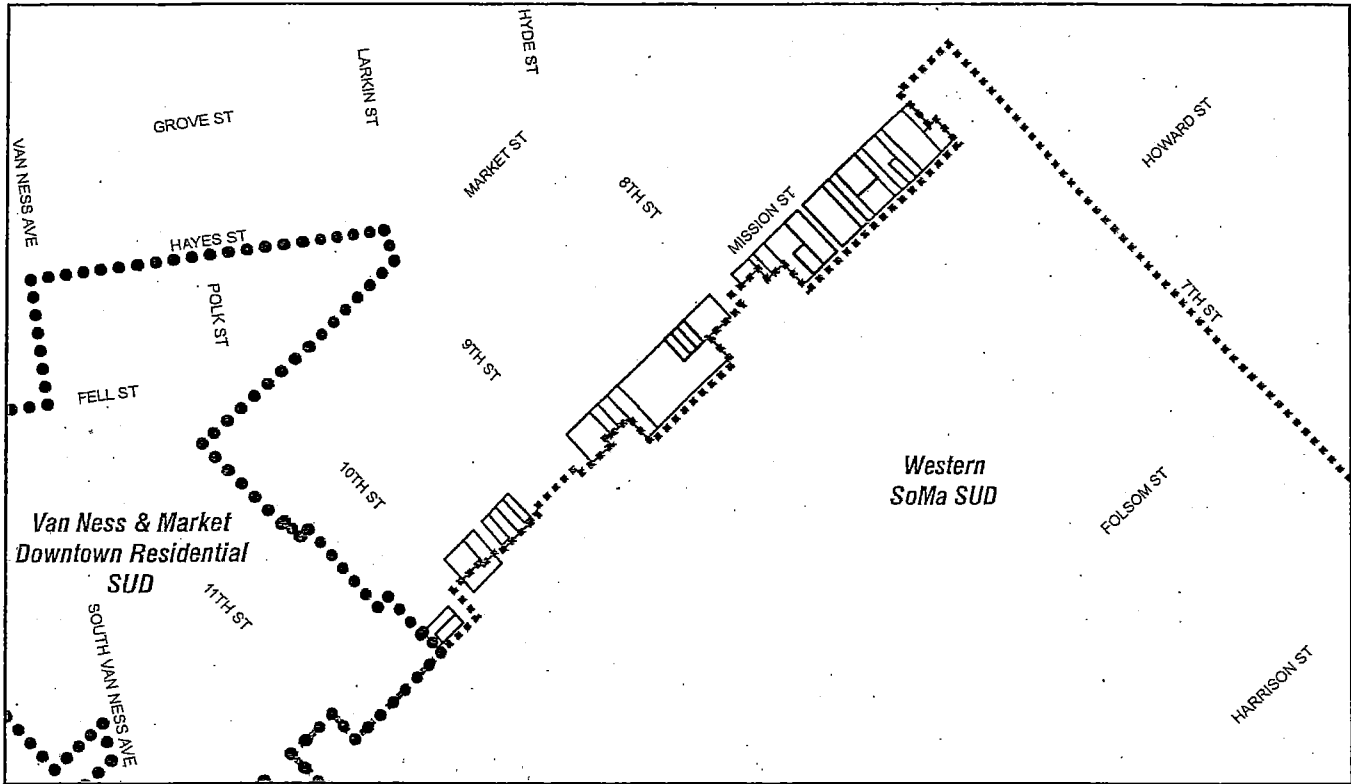 HYDE ST
LARKIN ST
GROVE ST
HOWARD ST
VAN NESS AVE
MARKET ST
8TH ST
MISSION ST
HAYES ST
POLK ST
7TH ST
9TH ST
FELL ST
10TH ST
Western
SoMa SUD
FOLSOM ST
Van Ness & Market
Downtown Residential
SUD
11TH ST
SOUTH VAN NESS AVE
HARRISON ST